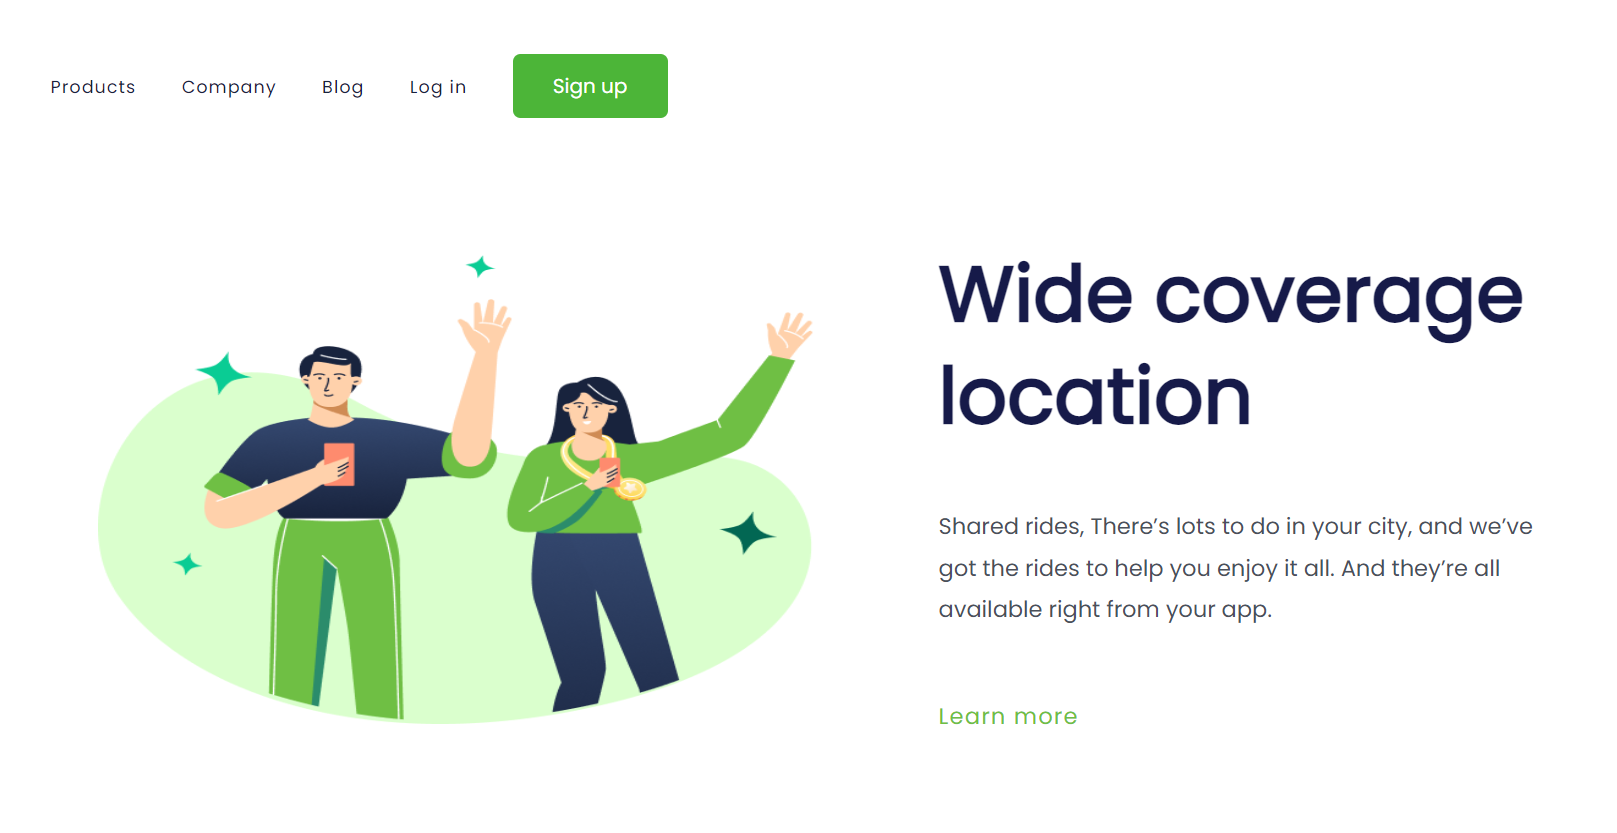 Products Company Blog Log in Sign up
Wide coverage
location
Shared rides, There’s lots to do in your city, and we’ve
got the rides to help you enjoy it all. And they’re all
available right from your app.
Learn more